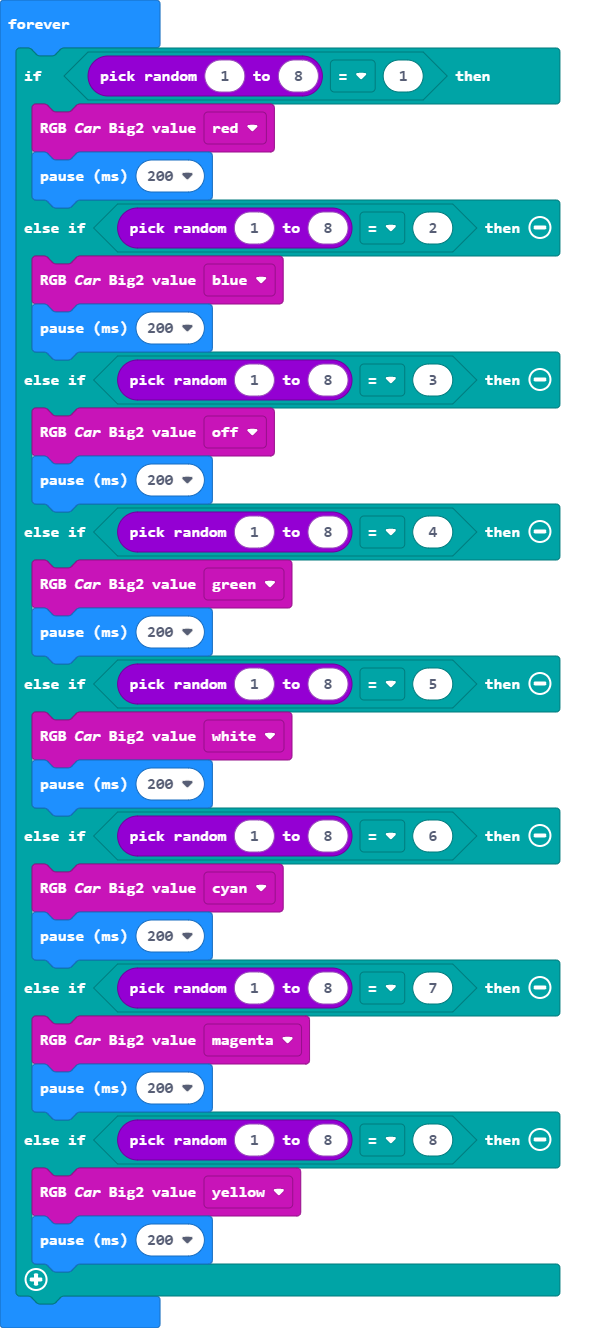 forever
if pick random 1 to 8 = 1 then
RGB Car Big2 value red
pause (ms) 200
else if pick random 1 to 8 = 2 then
RGB Car Big2 value blue
pause (ms) 200
else if pick random 1 to 8 = 3 then
RGB Car Big2 value off
pause (ms) 200
else if pick random 1 to 8 = 4 then
RGB Car Big2 value green
pause (ms) 200
else if pick random 1 to 8 = 5 then
RGB Car Big2 value white
pause (ms) 200
else if pick random 1 to 8 = 6 then
RGB Car Big2 value cyan
pause (ms) 200
else if pick random 1 to 8 = 7 then
RGB Car Big2 value magenta
pause (ms) 200
else if pick random 1 to 8 = 8 then
RGB Car Big2 value yellow
pause (ms) 200